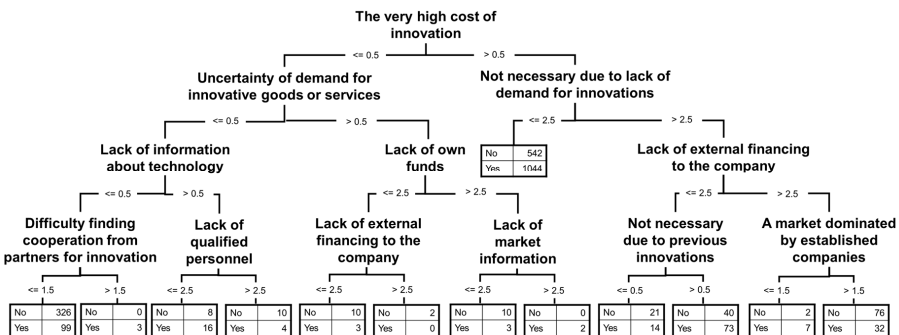 The very high cost of
innovation
<= 0.5
> 0.5
Uncertainty of demand for
innovative goods or services
Not necessary due to lack of
demand for innovations
<= 0.5
> 0.5
<= 2.5
> 2.5
Lack of information
about technology
Lack of own
funds
No 542
Yes 1044
Lack of external financing
to the company
<= 0.5
> 0.5
<= 2.5
> 2.5
<= 2.5
> 2.5
Difficulty finding
cooperation from
partners for innovation
Lack of
qualified
personnel
Lack of external
financing to the
company
Lack of
market
information
Not necessary
due to previous
innovations
A market dominated
by established
companies
<= 1.5
> 1.5
<= 2.5
> 2.5
<= 2.5
> 2.5
<= 2.5
> 2.5
<= 0.5
> 0.5
<= 1.5
> 1.5
No 326
Yes 99
No 0
Yes 3
No 8
Yes 16
No 10
Yes 4
No 10
Yes 3
No 2
Yes 0
No 10
Yes 3
No 0
Yes 2
No 21
Yes 14
No 40
Yes 73
No 2
Yes 7
No 76
Yes 32